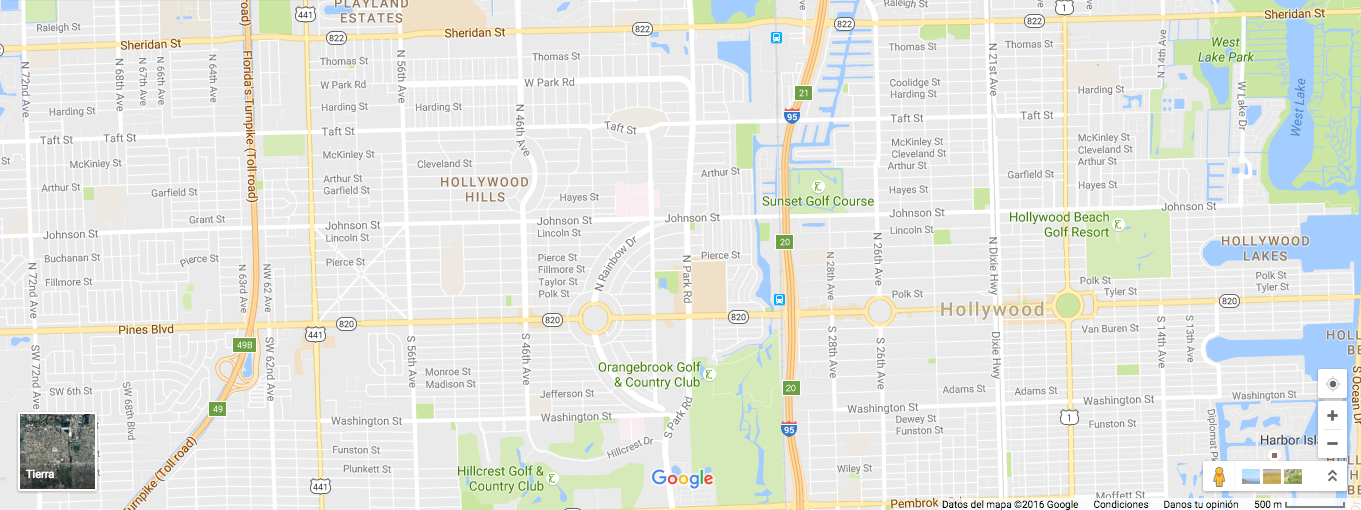 PLAYLAND
ESTATES
Raleigh St
441
822
Raleigh St
822
1
Sheridan St
Sheridan St
822
Sheridan St
822
N 72nd Ave
N 68th Ave
N 67th Ave
N 66th Ave
N 64th Ave
Florida's Turnpike (Toll road)
Thomas St
N 56th Ave
Thomas St
Thomas St
N 21st Ave
N 14th Ave
West
Lake Park
West Lake
W Lake Dr
W Park Rd
W Park Rd
Coolidge St
Harding St
Harding St
Harding St
Harding St
Harding St
21
95
N 46th Ave
Taft St
Taft St
Taft St
Taft St
Taft St
McKinley St
McKinley St
McKinley St
Cleveland St
Arthur St
McKinley St
Cleveland St
Arthur St
Cleveland St
Arthur St
Arthur St
Garfield St
Arthur St
Garfield St
HOLLYWOOD
HILLS
Hayes St
Sunset Golf Course
Hayes St
Hayes St
Grant St
Johnson St
Johnson St
Lincoln St
Johnson St
Lincoln St
Johnson St
Johnson St
Johnson St
Hollywood Beach
Golf Resort
HOLLYWOOD
LAKES
20
Buchanan St
Pierce St
Pierce St
Pierce St
Fillmore St
Taylor St
Polk St
N Rainbow Dr
N Park Rd
Pierce St
N 72nd Ave
N 63rd Ave
NW 62 Ave
N 28th Ave
N 26th Ave
N Dixie Hwy
Polk St
Polk St
Tyler St
Polk St
Tyler St
Hollywood
Pines Blvd
820
441
820
820
820
Van Buren St
49B
SW 72nd Ave
SW 62nd Ave
S 56th Ave
S 46th Ave
S 28th Ave
S 26th Ave
Dixie Hwy
S 14th Ave
S 13th Ave
Monroe St
Madison St
Orangebrook Golf
& Country Club
20
SW 6th St
SW 68th Blvd
49
Jefferson St
Adams St
Adams St
Washington St
Washington St
Washington St
Washington St
Dewey St
Funston St
Funston St
Funston St
1
S Park Rd
95
Hillcrest Dr
Plunkett St
Hillcrest Golf &
Country Club
Wiley St
S Ocean Dr
Diplomat Pk
Harbor Isla
Turnpike (Toll road)
441
Tierra
Google
Pembrok
Moffett St
Datos del mapa ©2016 Google
Condiciones
Danos tu opinión
500 m